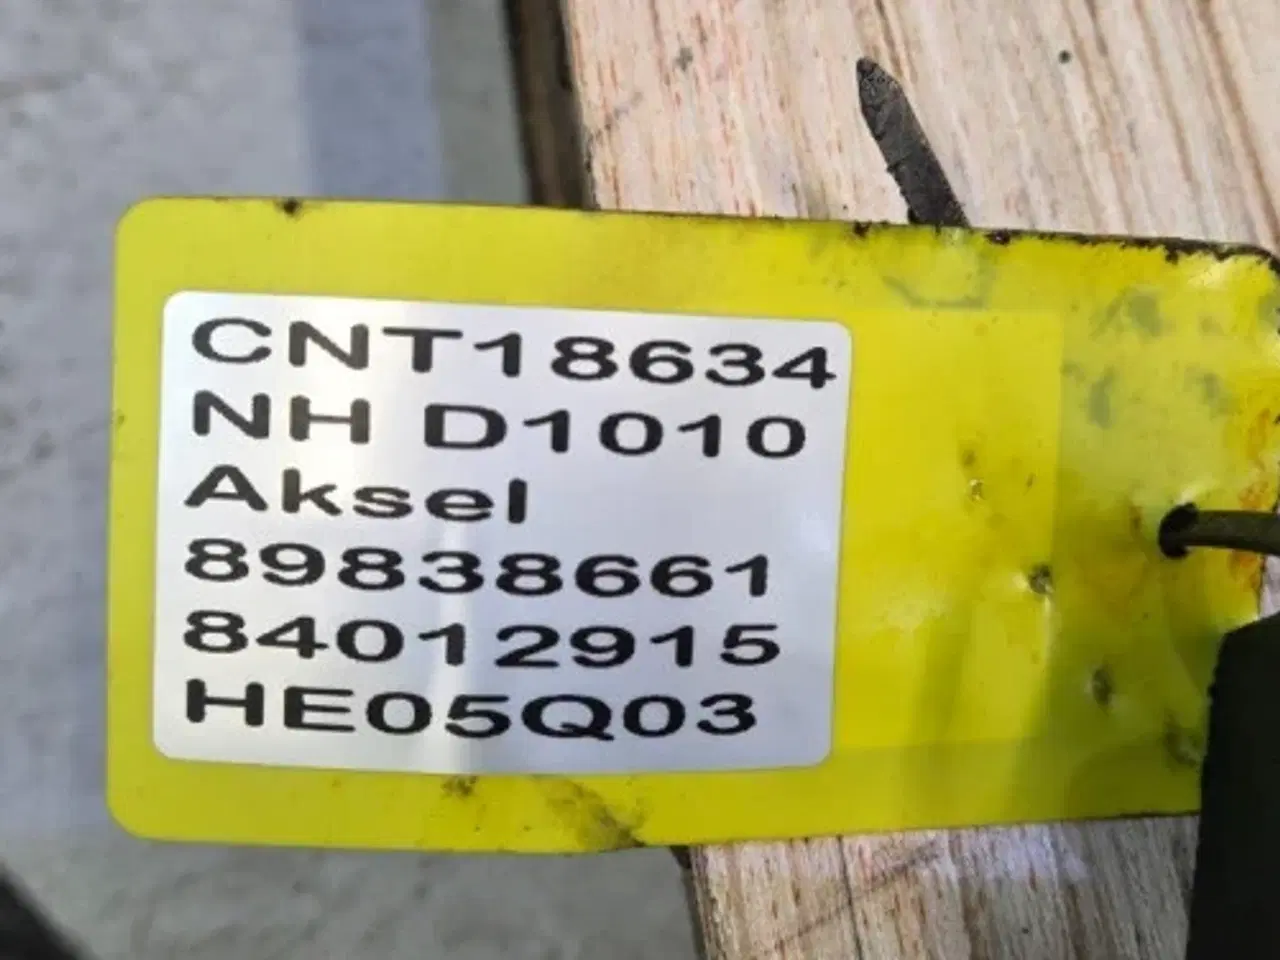 CNT18634
NH D1010
Aksel
89838661
84012915
HE05Q03